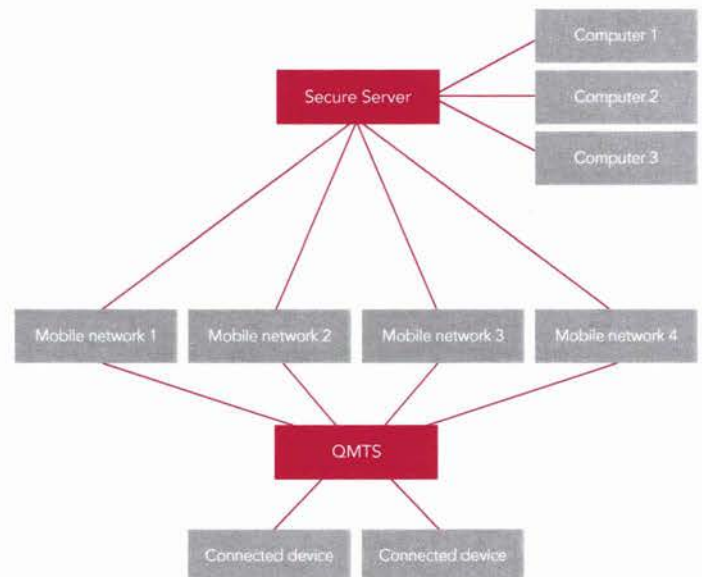 Computer 1
Secure Server
Computer 2
Computer 3
Mobile network 1
Mobile network 2
Mobile network 3
Mobile network 4
QMTS
Connected device
Connected device